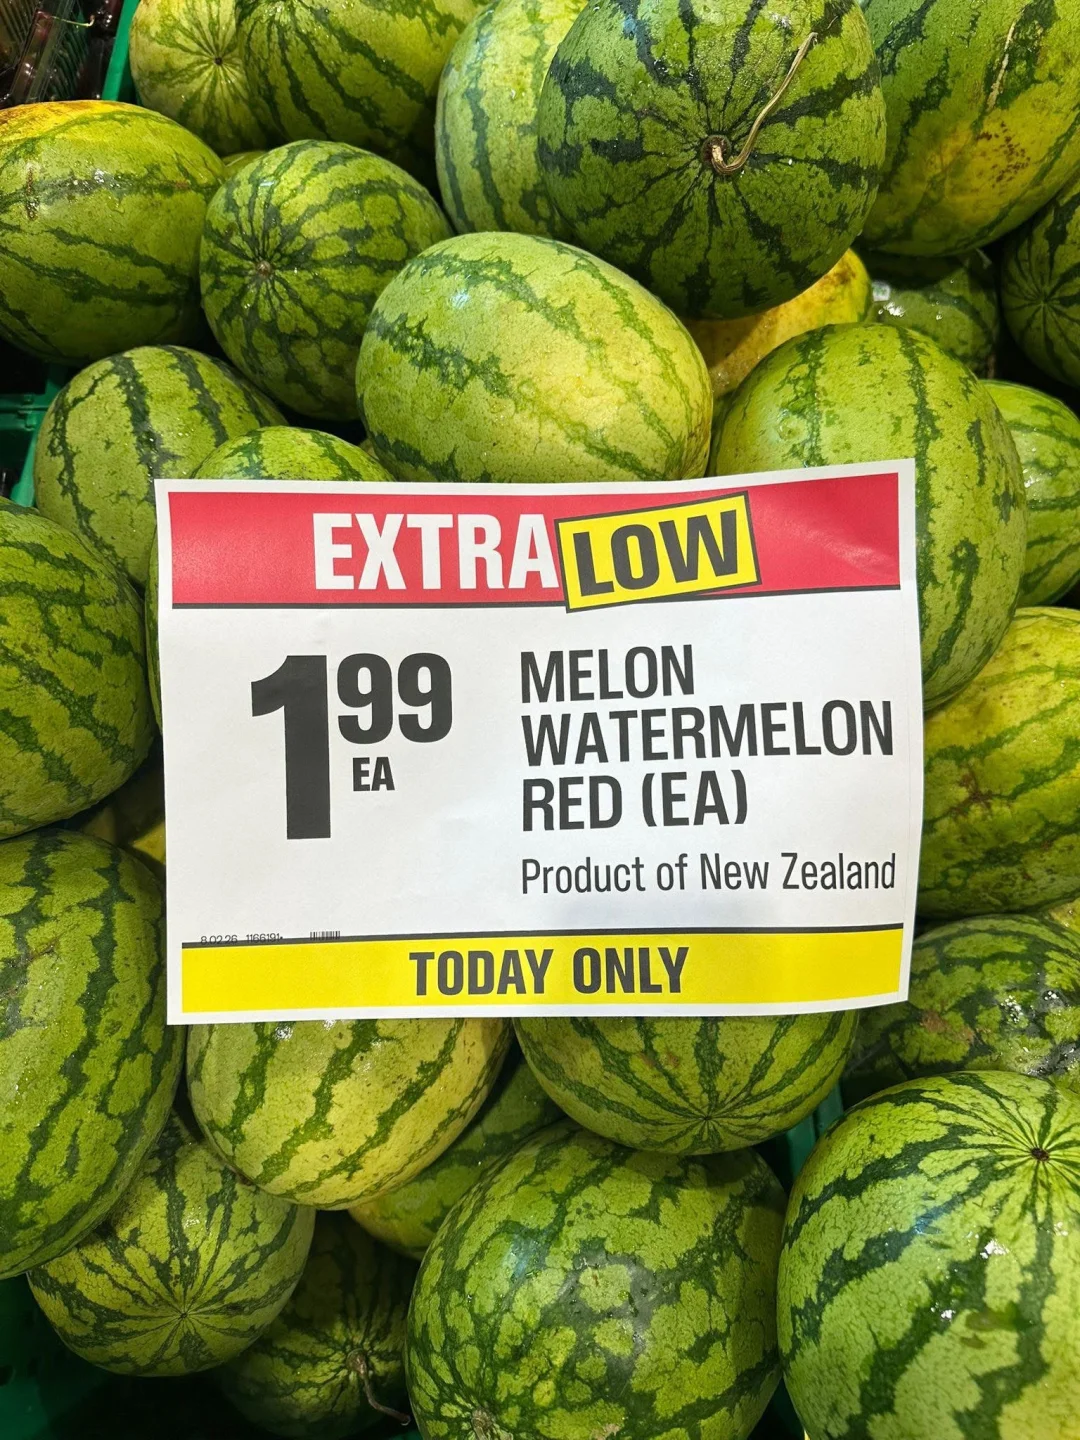 EXTRA LOW
1.99
EA
MELON
WATERMELON
RED (EA)
Product of New Zealand
8.02.26 1166191
TODAY ONLY